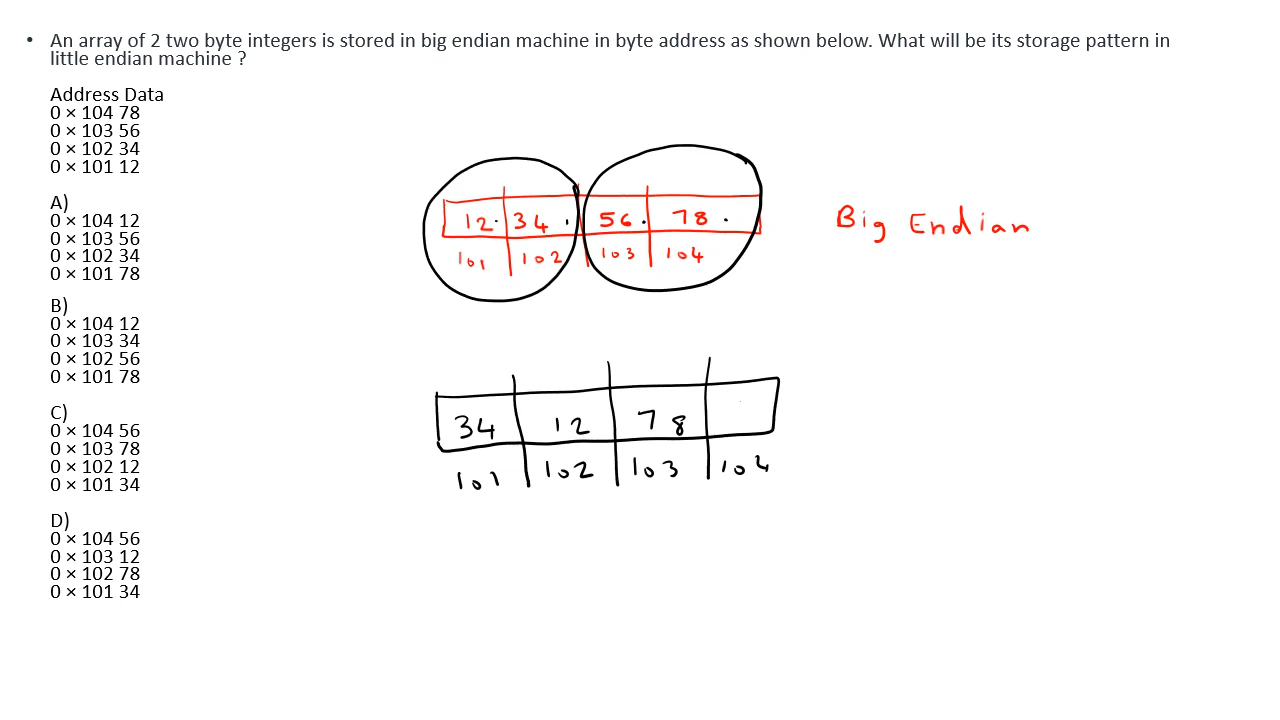 • An array of 2 two byte integers is stored in big endian machine in byte address as shown below. What will be its storage pattern in
little endian machine ?
Address Data
0 × 104 78
0 × 103 56
0 × 102 34
0 × 101 12
A)
0 × 104 12
0 × 103 56
0 × 102 34
0 × 101 78
B)
0 × 104 12
0 × 103 34
0 × 102 56
0 × 101 78
C)
0 × 104 56
0 × 103 78
0 × 102 12
0 × 101 34
D)
0 × 104 56
0 × 103 12
0 × 102 78
0 × 101 34
12 34 56 78
101 102 103 104
Big Endian
34 12 78
101 102 103 104